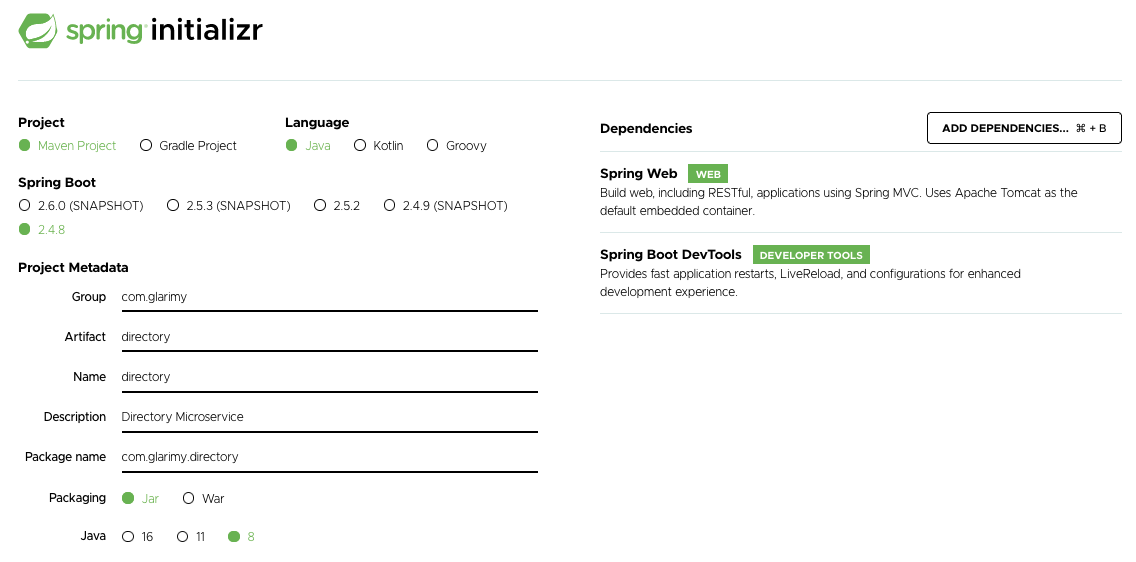 spring initializr
Project
Maven Project Gradle Project
Language
Java Kotlin Groovy
Spring Boot
2.6.0 (SNAPSHOT) 2.5.3 (SNAPSHOT) 2.5.2 2.4.9 (SNAPSHOT)
2.4.8
Project Metadata
Group com.glarimy
Artifact directory
Name directory
Description Directory Microservice
Package name com.glarimy.directory
Packaging Jar War
Java 16 11 8
Dependencies
ADD DEPENDENCIES... ⌘ + B
Spring Web WEB
Build web, including RESTful, applications using Spring MVC. Uses Apache Tomcat as the
default embedded container.
Spring Boot DevTools DEVELOPER TOOLS
Provides fast application restarts, LiveReload, and configurations for enhanced
development experience.